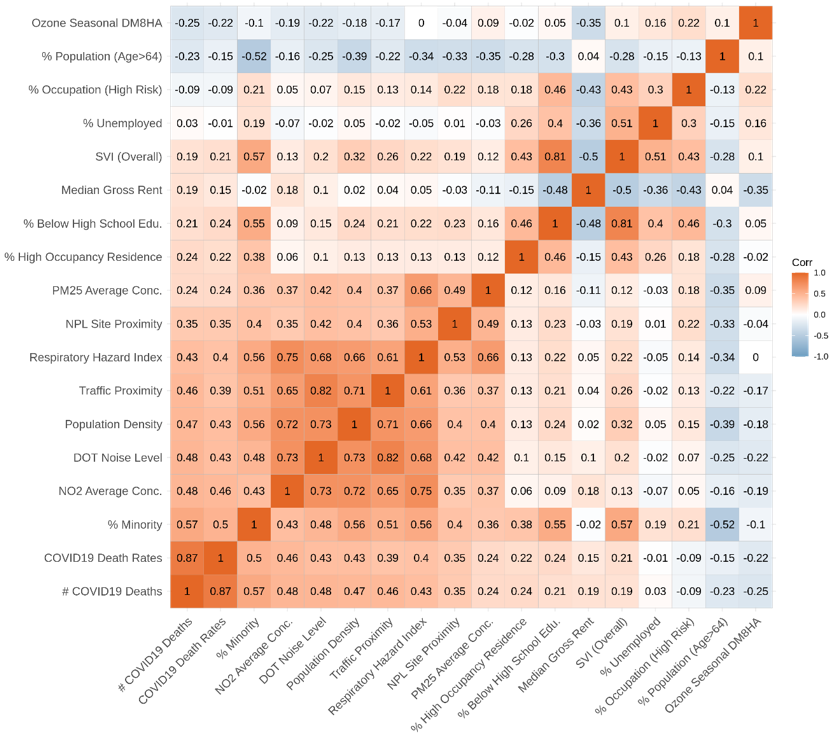 Ozone Seasonal DM8HA -0.25 -0.22 -0.1 -0.19 -0.22 -0.18 -0.17 0 -0.04 0.09 -0.02 0.05 -0.35 0.1 0.16 0.22 0.1 1
% Population (Age>64) -0.23 -0.15 -0.52 -0.16 -0.25 -0.39 -0.22 -0.34 -0.33 -0.35 -0.28 -0.3 0.04 -0.28 -0.15 -0.13 1 0.1
% Occupation (High Risk) -0.09 -0.09 0.21 0.05 0.07 0.15 0.13 0.14 0.22 0.18 0.18 0.46 -0.43 0.43 0.3 1 -0.13 0.22
% Unemployed 0.03 -0.01 0.19 -0.07 -0.02 0.05 -0.02 -0.05 0.01 -0.03 0.26 0.4 -0.36 0.51 1 0.3 -0.15 0.16
SVI (Overall) 0.19 0.21 0.57 0.13 0.2 0.32 0.26 0.22 0.19 0.12 0.43 0.81 -0.5 1 0.51 0.43 -0.28 0.1
Median Gross Rent 0.19 0.15 -0.02 0.18 0.1 0.02 0.04 0.05 -0.03 -0.11 -0.15 -0.48 1 -0.5 -0.36 -0.43 0.04 -0.35
% Below High School Edu. 0.21 0.24 0.55 0.09 0.15 0.24 0.21 0.22 0.23 0.16 0.46 1 -0.48 0.81 0.4 0.46 -0.3 0.05
% High Occupancy Residence 0.24 0.22 0.38 0.06 0.1 0.13 0.13 0.13 0.13 0.12 1 0.46 -0.15 0.43 0.26 0.18 -0.28 -0.02
PM25 Average Conc. 0.24 0.24 0.36 0.37 0.42 0.4 0.37 0.66 0.49 1 0.12 0.16 -0.11 0.12 -0.03 0.18 -0.35 0.09
NPL Site Proximity 0.35 0.35 0.4 0.35 0.42 0.4 0.36 0.53 1 0.49 0.13 0.23 -0.03 0.19 0.01 0.22 -0.33 -0.04
Respiratory Hazard Index 0.43 0.4 0.56 0.75 0.68 0.66 0.61 1 0.53 0.66 0.13 0.22 0.05 0.22 -0.05 0.14 -0.34 0
Traffic Proximity 0.46 0.39 0.51 0.65 0.82 0.71 1 0.61 0.36 0.37 0.13 0.21 0.04 0.26 -0.02 0.13 -0.22 -0.17
Population Density 0.47 0.43 0.56 0.72 0.73 1 0.71 0.66 0.4 0.4 0.13 0.24 0.02 0.32 0.05 0.15 -0.39 -0.18
DOT Noise Level 0.48 0.43 0.48 0.73 1 0.73 0.82 0.68 0.42 0.42 0.1 0.15 0.1 0.2 -0.02 0.07 -0.25 -0.22
NO2 Average Conc. 0.48 0.46 0.43 1 0.73 0.72 0.65 0.75 0.35 0.37 0.06 0.09 0.18 0.13 -0.07 0.05 -0.16 -0.19
% Minority 0.57 0.5 1 0.43 0.48 0.56 0.51 0.56 0.4 0.36 0.38 0.55 -0.02 0.57 0.19 0.21 -0.52 -0.1
COVID19 Death Rates 0.87 1 0.5 0.46 0.43 0.43 0.39 0.4 0.35 0.24 0.22 0.24 0.15 0.21 -0.01 -0.09 -0.15 -0.22
# COVID19 Deaths 1 0.87 0.57 0.48 0.48 0.47 0.46 0.43 0.35 0.24 0.24 0.21 0.19 0.19 0.03 -0.09 -0.23 -0.25
# COVID19 Deaths
COVID19 Death Rates
% Minority
NO2 Average Conc.
DOT Noise Level
Population Density
Traffic Proximity
Respiratory Hazard Index
NPL Site Proximity
PM25 Average Conc.
% High Occupancy Residence
% Below High School Edu.
Median Gross Rent
SVI (Overall)
% Unemployed
% Occupation (High Risk)
% Population (Age>64)
Ozone Seasonal DM8HA
Corr
1.0
0.5
0.0
-0.5
-1.0